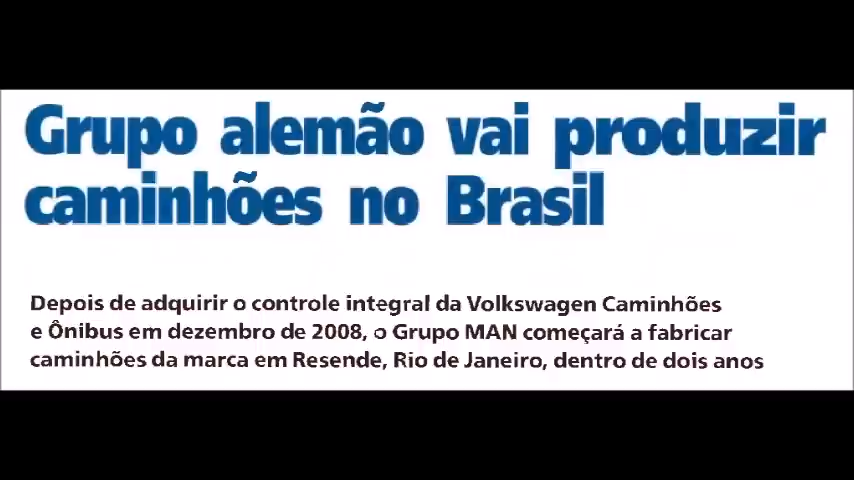 Grupo alemão vai produzir
caminhões no Brasil
Depois de adquirir o controle integral da Volkswagen Caminhões
e Ônibus em dezembro de 2008, o Grupo MAN começará a fabricar
caminhões da marca em Resende, Rio de Janeiro, dentro de dois anos